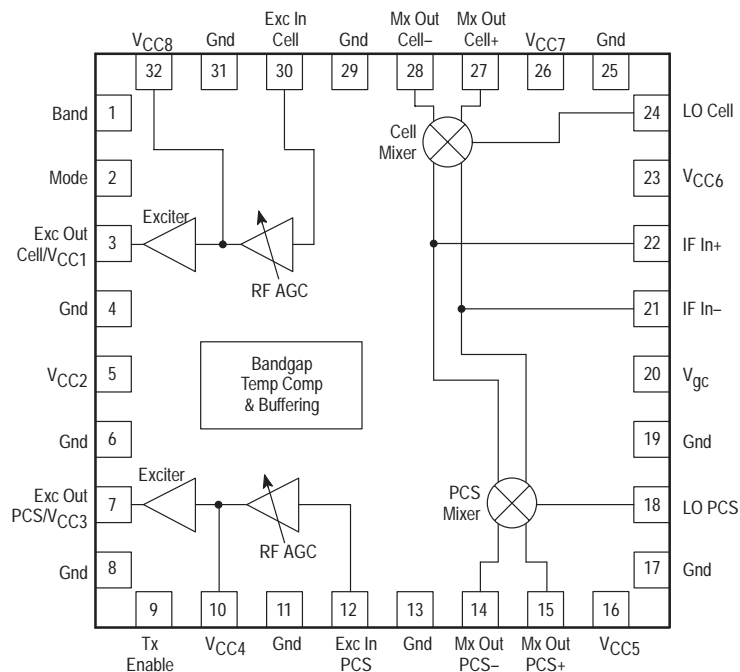 Exc In
Cell
Mx Out
Cell–
Mx Out
Cell+
VCC8
Gnd
Gnd
VCC7
Gnd
32
31
30
29
28
27
26
25
Band
1
24
LO Cell
Cell
Mixer
Mode
2
23
VCC6
Exciter
Exc Out
Cell/VCC1
3
22
IF In+
RF AGC
Gnd
4
21
IF In–
Bandgap
Temp Comp
& Buffering
VCC2
5
20
Vgc
Gnd
6
19
Gnd
Exciter
PCS
Mixer
Exc Out
PCS/VCC3
7
18
LO PCS
RF AGC
Gnd
8
17
Gnd
9
10
11
12
13
14
15
16
Tx
Enable
VCC4
Gnd
Exc In
PCS
Gnd
Mx Out
PCS–
Mx Out
PCS+
VCC5